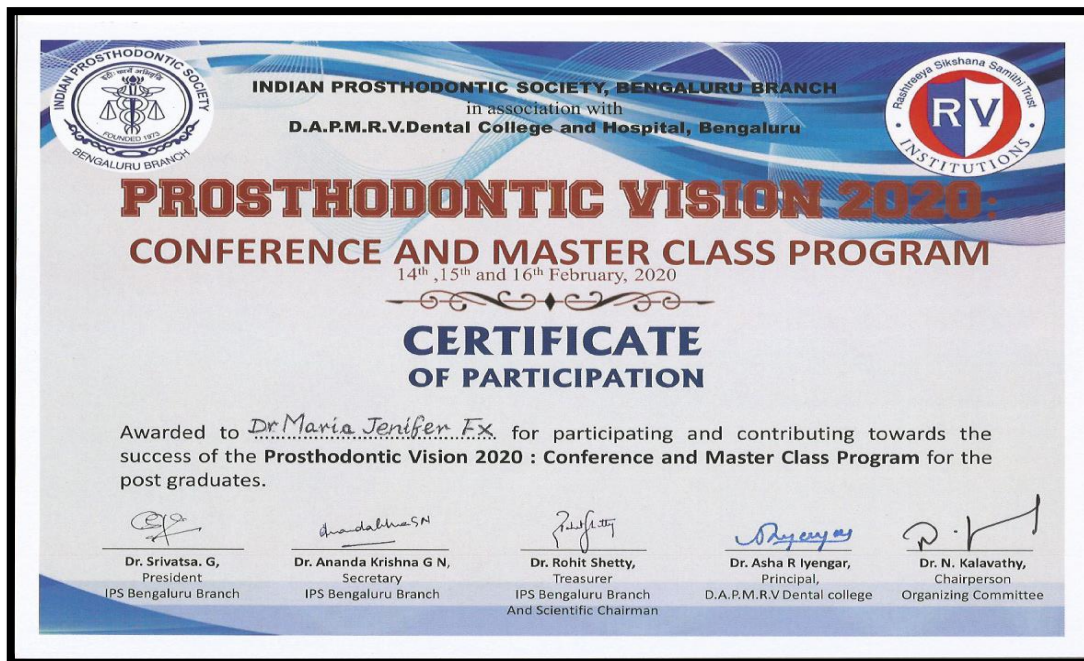 INDIAN PROSTHODONTIC SOCIETY
FOUNDED 1973
BENGALURU BRANCH
INDIAN PROSTHODONTIC SOCIETY, BENGALURU BRANCH
in association with
D.A.P.M.R.V.Dental College and Hospital, Bengaluru
Rashtreeya Sikshana Samithi Trust
RV
INSTITUTIONS
PROSTHODONTIC VISION 2020:
CONFERENCE AND MASTER CLASS PROGRAM
14th ,15th and 16th February, 2020
CERTIFICATE
OF PARTICIPATION
Awarded to Dr Maria Jenifer Fx for participating and contributing towards the
success of the Prosthodontic Vision 2020 : Conference and Master Class Program for the
post graduates.
Dr. Srivatsa. G,
President
IPS Bengaluru Branch
Dr. Ananda Krishna G N,
Secretary
IPS Bengaluru Branch
Dr. Rohit Shetty,
Treasurer
IPS Bengaluru Branch
And Scientific Chairman
Dr. Asha R Iyengar,
Principal,
D.A.P.M.R.V Dental college
Dr. N. Kalavathy,
Chairperson
Organizing Committee